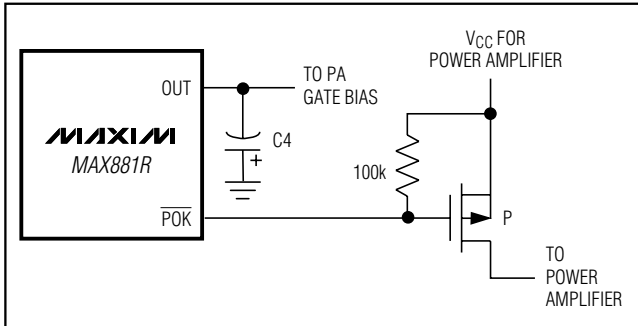 VCC FOR
POWER AMPLIFIER
OUT
TO PA
GATE BIAS
C4
+
MAXIM
MAX881R
100k
POK
P
TO
POWER
AMPLIFIER